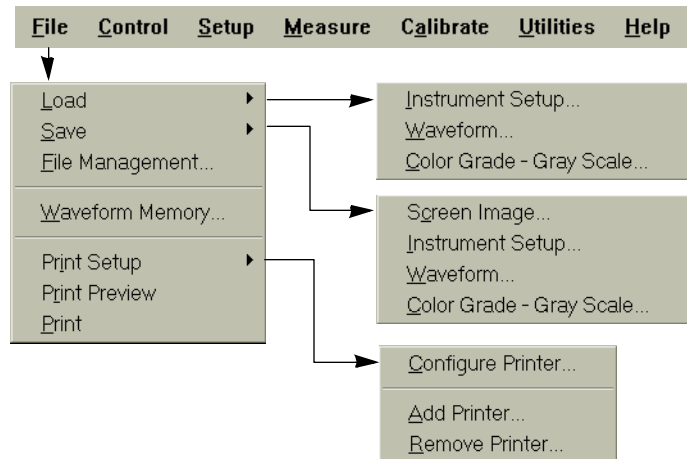 File Control Setup Measure Calibrate Utilities Help
Load
Save
File Management...
Waveform Memory...
Print Setup
Print Preview
Print
Instrument Setup...
Waveform...
Color Grade - Gray Scale...
Screen Image...
Instrument Setup...
Waveform...
Color Grade - Gray Scale...
Configure Printer...
Add Printer...
Remove Printer...